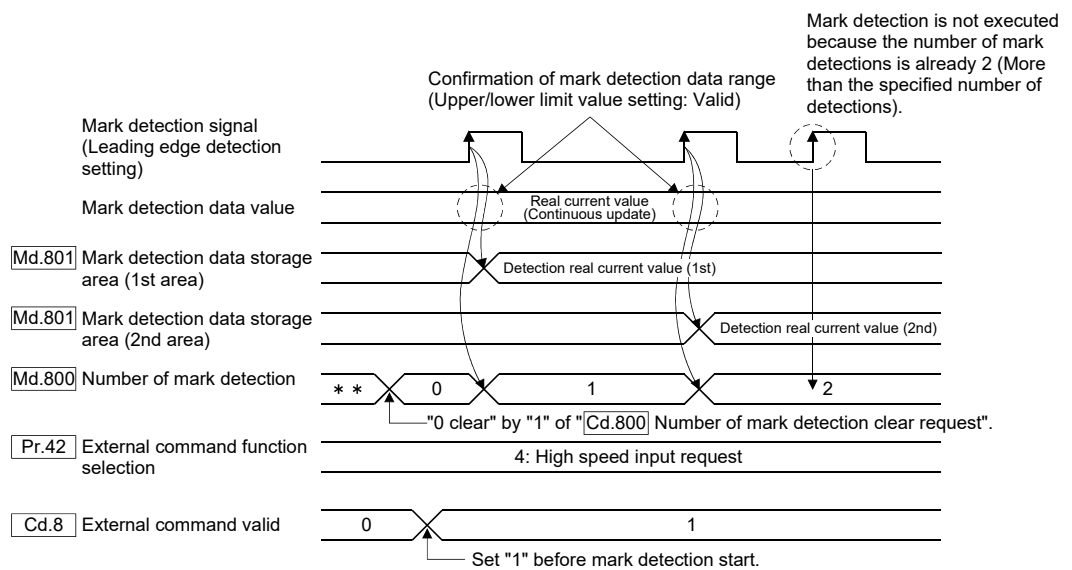 Mark detection is not executed
because the number of mark
detections is already 2 (More
than the specified number of
detections).
Confirmation of mark detection data range
(Upper/lower limit value setting: Valid)
Mark detection signal
(Leading edge detection
setting)
Mark detection data value
Real current value
(Continuous update)
Md.801 Mark detection data storage
area (1st area)
Detection real current value (1st)
Md.801 Mark detection data storage
area (2nd area)
Detection real current value (2nd)
Md.800 Number of mark detection
** 0 1 2
"0 clear" by "1" of "Cd.800 Number of mark detection clear request".
Pr.42 External command function
selection
4: High speed input request
Cd.8 External command valid
0 1
Set "1" before mark detection start.